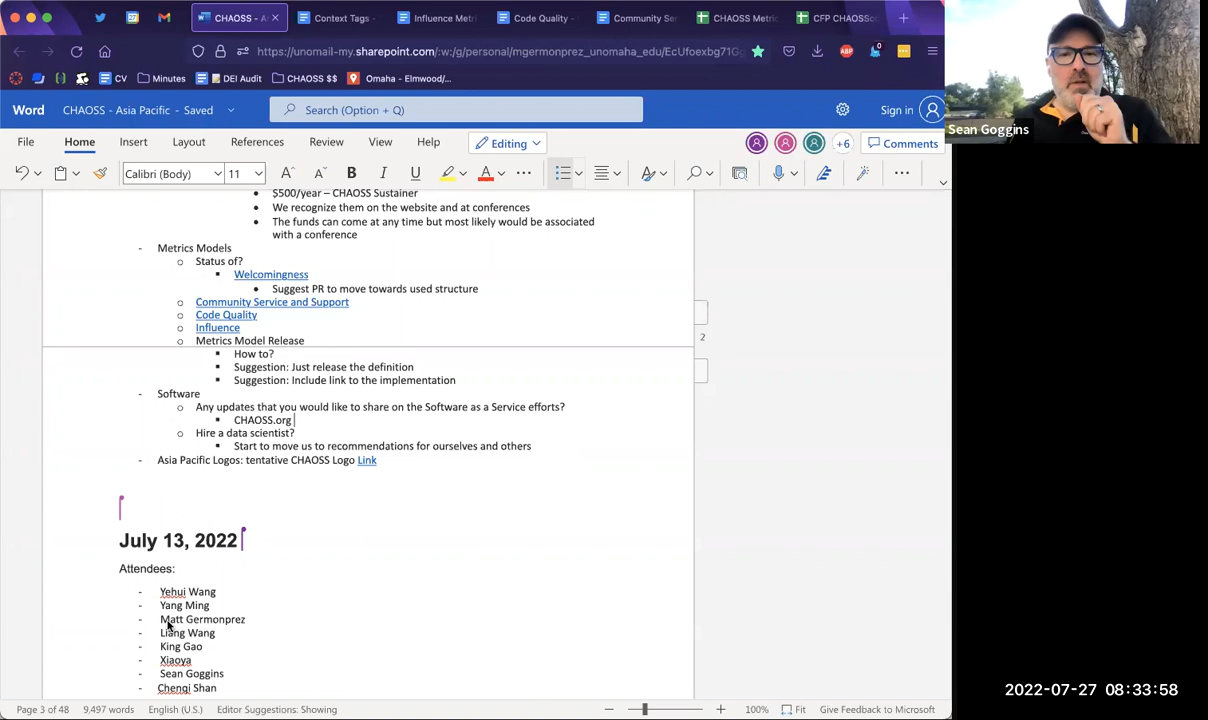 CHAOSS - A
Context Tags -
Influence Metri
Code Quality -
Community Ser
CHAOSS Metric
CFP CHAOSSco
https://unomail-my.sharepoint.com/:w:/g/personal/mgermonprez_unomaha_edu/EcUfoexbg71G
ABP
0
CV
Minutes
DEI Audit
CHAOSS $$
Omaha - Elmwood/...
Word
CHAOSS - Asia Pacific - Saved
Search (Option + Q)
Sign in
Sean Goggins
File
Home
Insert
Layout
References
Review
View
Help
Editing
+6
Comments
Calibri (Body)
11
$500/year – CHAOSS Sustainer
We recognize them on the website and at conferences
The funds can come at any time but most likely would be associated
with a conference
- Metrics Models
o Status of?
Welcomingness
Suggest PR to move towards used structure
o Community Service and Support
o Code Quality
o Influence
o Metrics Model Release
2
How to?
Suggestion: Just release the definition
Suggestion: Include link to the implementation
- Software
o Any updates that you would like to share on the Software as a Service efforts?
CHAOSS.org
o Hire a data scientist?
Start to move us to recommendations for ourselves and others
- Asia Pacific Logos: tentative CHAOSS Logo Link
July 13, 2022
Attendees:
- Yehui Wang
- Yang Ming
- Matt Germonprez
- Liang Wang
- King Gao
- Xiaoya
- Sean Goggins
- Chenqi Shan
2022-07-27 08:33:58
Page 3 of 48
9,497 words
English (U.S.)
Editor Suggestions: Showing
100%
Fit
Give Feedback to Microsoft